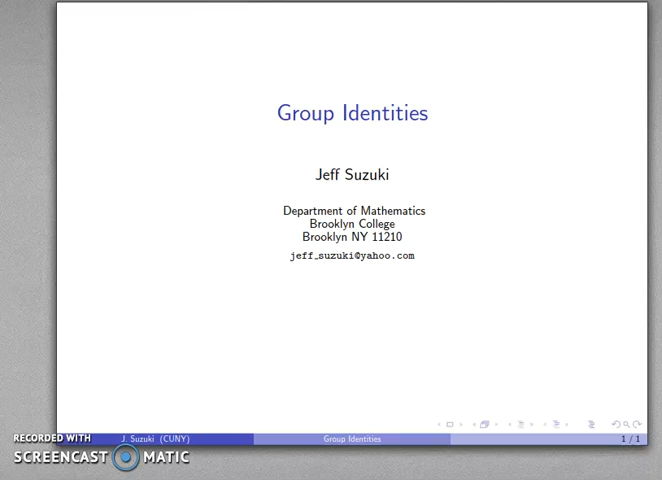 Group Identities
Jeff Suzuki
Department of Mathematics
Brooklyn College
Brooklyn NY 11210
jeff_suzuki@yahoo.com
RECORDED WITH
J. Suzuki (CUNY)
Group Identities
1 / 1
SCREENCAST MATIC